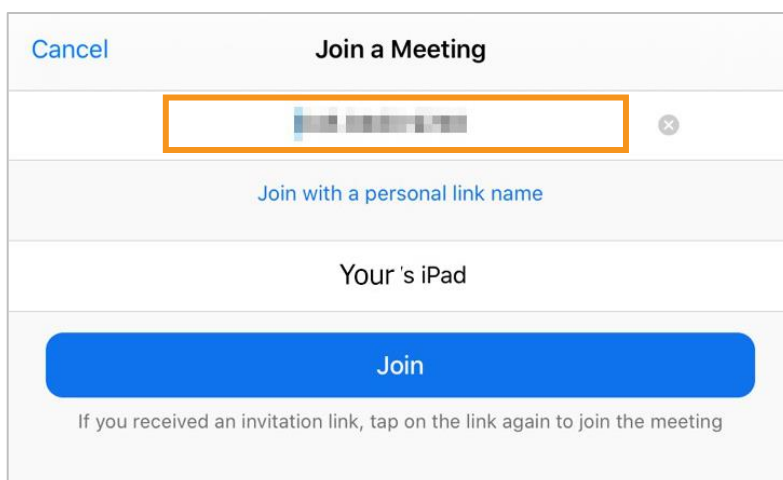 Cancel Join a Meeting
Join with a personal link name
Your's iPad
Join
If you received an invitation link, tap on the link again to join the meeting